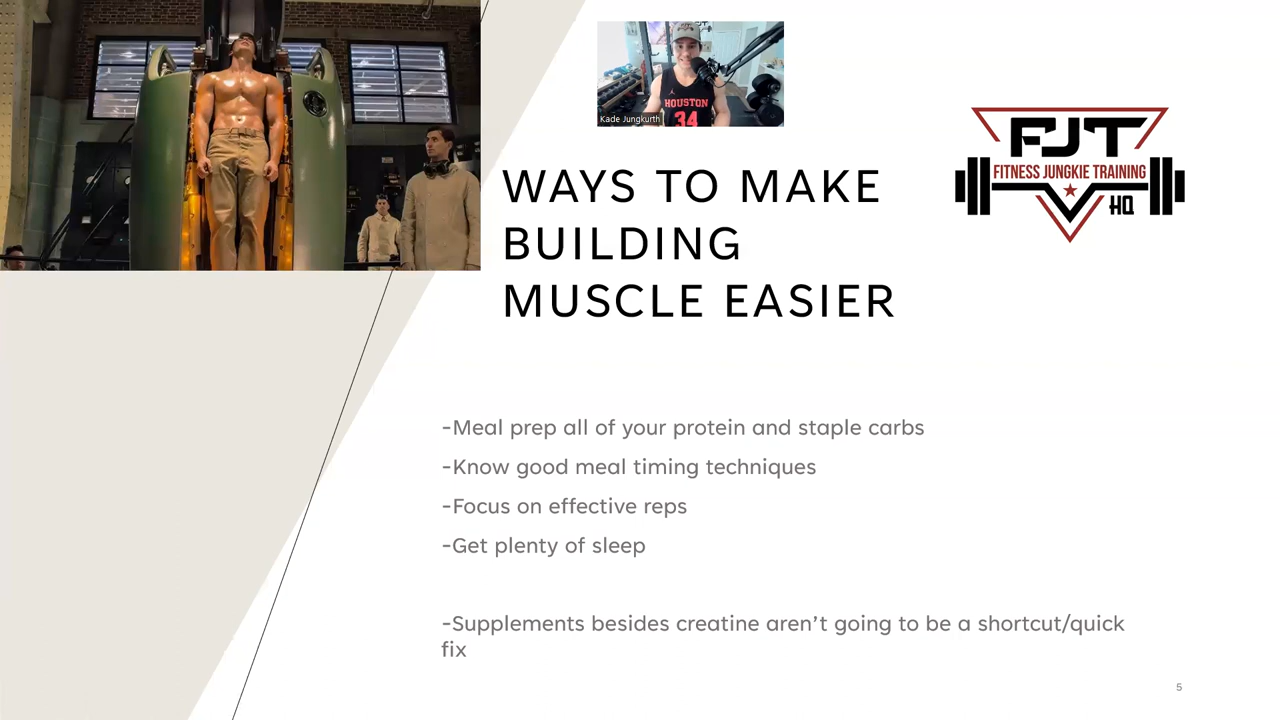 Kade Jungkurth
HOUSTON
34
FJT
FITNESS JUNGKIE TRAINING
HQ
WAYS TO MAKE
BUILDING
MUSCLE EASIER
-Meal prep all of your protein and staple carbs
-Know good meal timing techniques
-Focus on effective reps
-Get plenty of sleep
-Supplements besides creatine aren’t going to be a shortcut/quick
fix
5